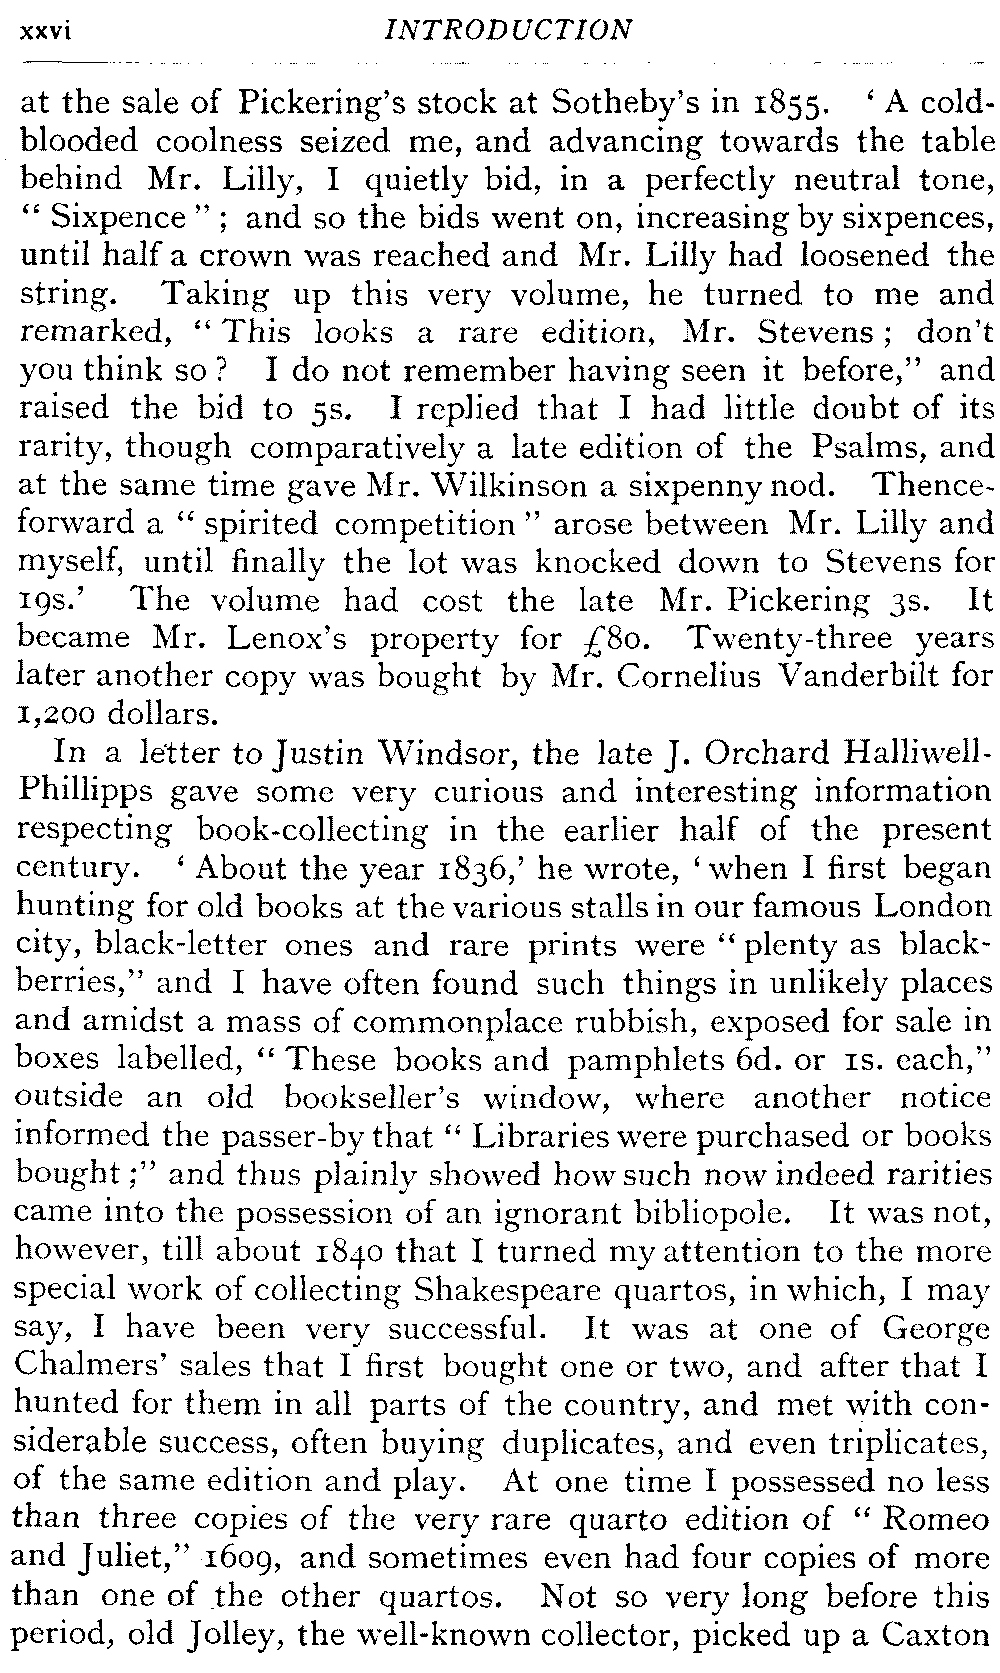 xxvi INTRODUCTION
at the sale of Pickering's stock at Sotheby's in 1855. ‘ A cold-
blooded coolness seized me, and advancing towards the table
behind Mr. Lilly, I quietly bid, in a perfectly neutral tone,
“ Sixpence ” ; and so the bids went on, increasing by sixpences,
until half a crown was reached and Mr. Lilly had loosened the
string. Taking up this very volume, he turned to me and
remarked, “ This looks a rare edition, Mr. Stevens ; don't
you think so ? I do not remember having seen it before,” and
raised the bid to 5s. I replied that I had little doubt of its
rarity, though comparatively a late edition of the Psalms, and
at the same time gave Mr. Wilkinson a sixpenny nod. Thence-
forward a “ spirited competition ” arose between Mr. Lilly and
myself, until finally the lot was knocked down to Stevens for
19s.’ The volume had cost the late Mr. Pickering 3s. It
became Mr. Lenox's property for £80. Twenty-three years
later another copy was bought by Mr. Cornelius Vanderbilt for
1,200 dollars.
In a letter to Justin Windsor, the late J. Orchard Halliwell-
Phillipps gave some very curious and interesting information
respecting book-collecting in the earlier half of the present
century. ‘ About the year 1836,’ he wrote, ‘ when I first began
hunting for old books at the various stalls in our famous London
city, black-letter ones and rare prints were “ plenty as black-
berries,” and I have often found such things in unlikely places
and amidst a mass of commonplace rubbish, exposed for sale in
boxes labelled, “ These books and pamphlets 6d. or 1s. each,”
outside an old bookseller's window, where another notice
informed the passer-by that “ Libraries were purchased or books
bought ;” and thus plainly showed how such now indeed rarities
came into the possession of an ignorant bibliopole. It was not,
however, till about 1840 that I turned my attention to the more
special work of collecting Shakespeare quartos, in which, I may
say, I have been very successful. It was at one of George
Chalmers’ sales that I first bought one or two, and after that I
hunted for them in all parts of the country, and met with con-
siderable success, often buying duplicates, and even triplicates,
of the same edition and play. At one time I possessed no less
than three copies of the very rare quarto edition of “ Romeo
and Juliet,” 1609, and sometimes even had four copies of more
than one of the other quartos. Not so very long before this
period, old Jolley, the well-known collector, picked up a Caxton